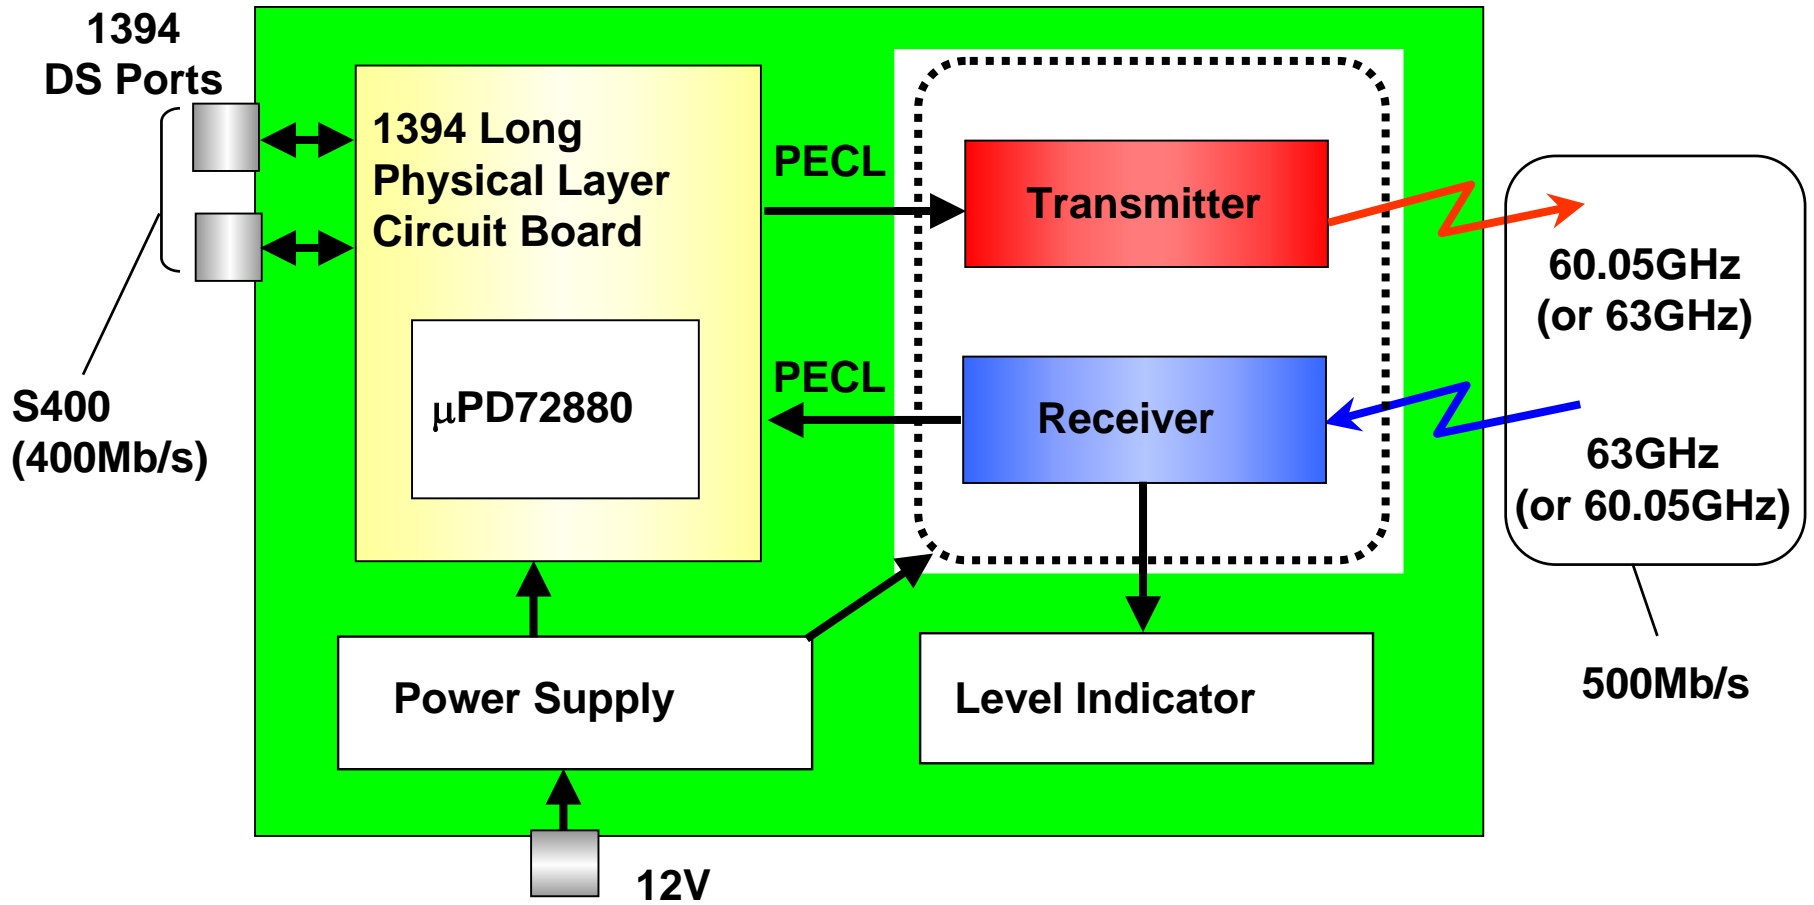 1394
DS Ports
1394 Long
Physical Layer
Circuit Board
PECL
Transmitter
60.05GHz
(or 63GHz)
S400
(400Mb/s)
μPD72880
PECL
Receiver
63GHz
(or 60.05GHz)
Power Supply
Level Indicator
500Mb/s
12V